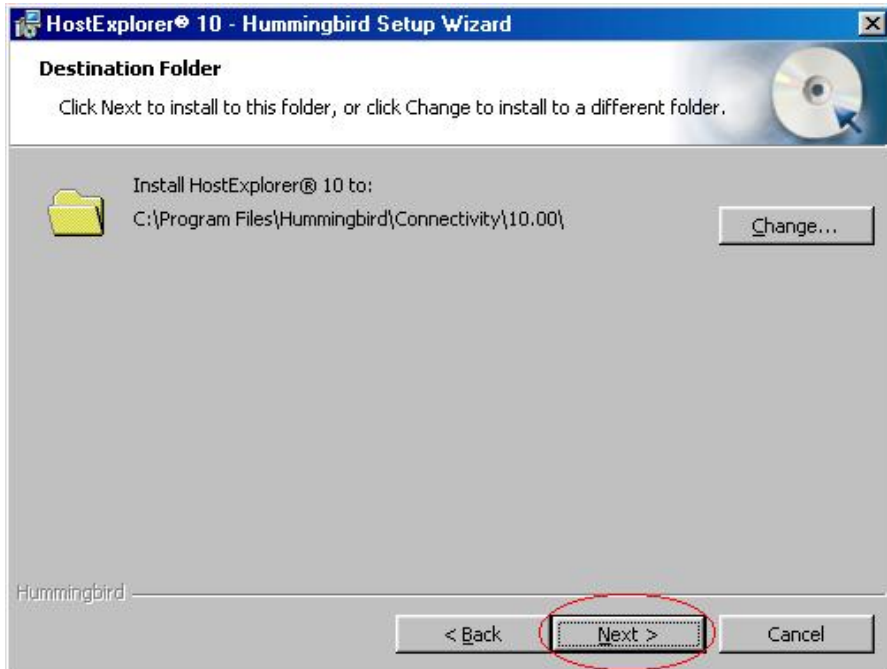 HostExplorer® 10 - Hummingbird Setup Wizard
Destination Folder
Click Next to install to this folder, or click Change to install to a different folder.
Install HostExplorer® 10 to:
C:\Program Files\Hummingbird\Connectivity\10.00\
Change...
Hummingbird
< Back
Next >
Cancel